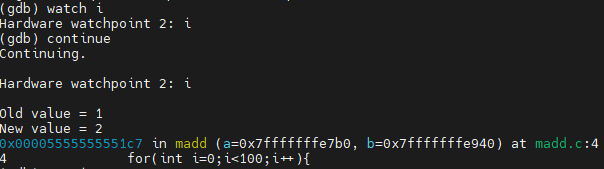 (gdb) watch i
Hardware watchpoint 2: i
(gdb) continue
Continuing.

Hardware watchpoint 2: i

Old value = 1
New value = 2
0x00005555555551c7 in madd (a=0x7fffffffe7b0, b=0x7fffffffe940) at madd.c:4
4               for(int i=0;i<100;i++){